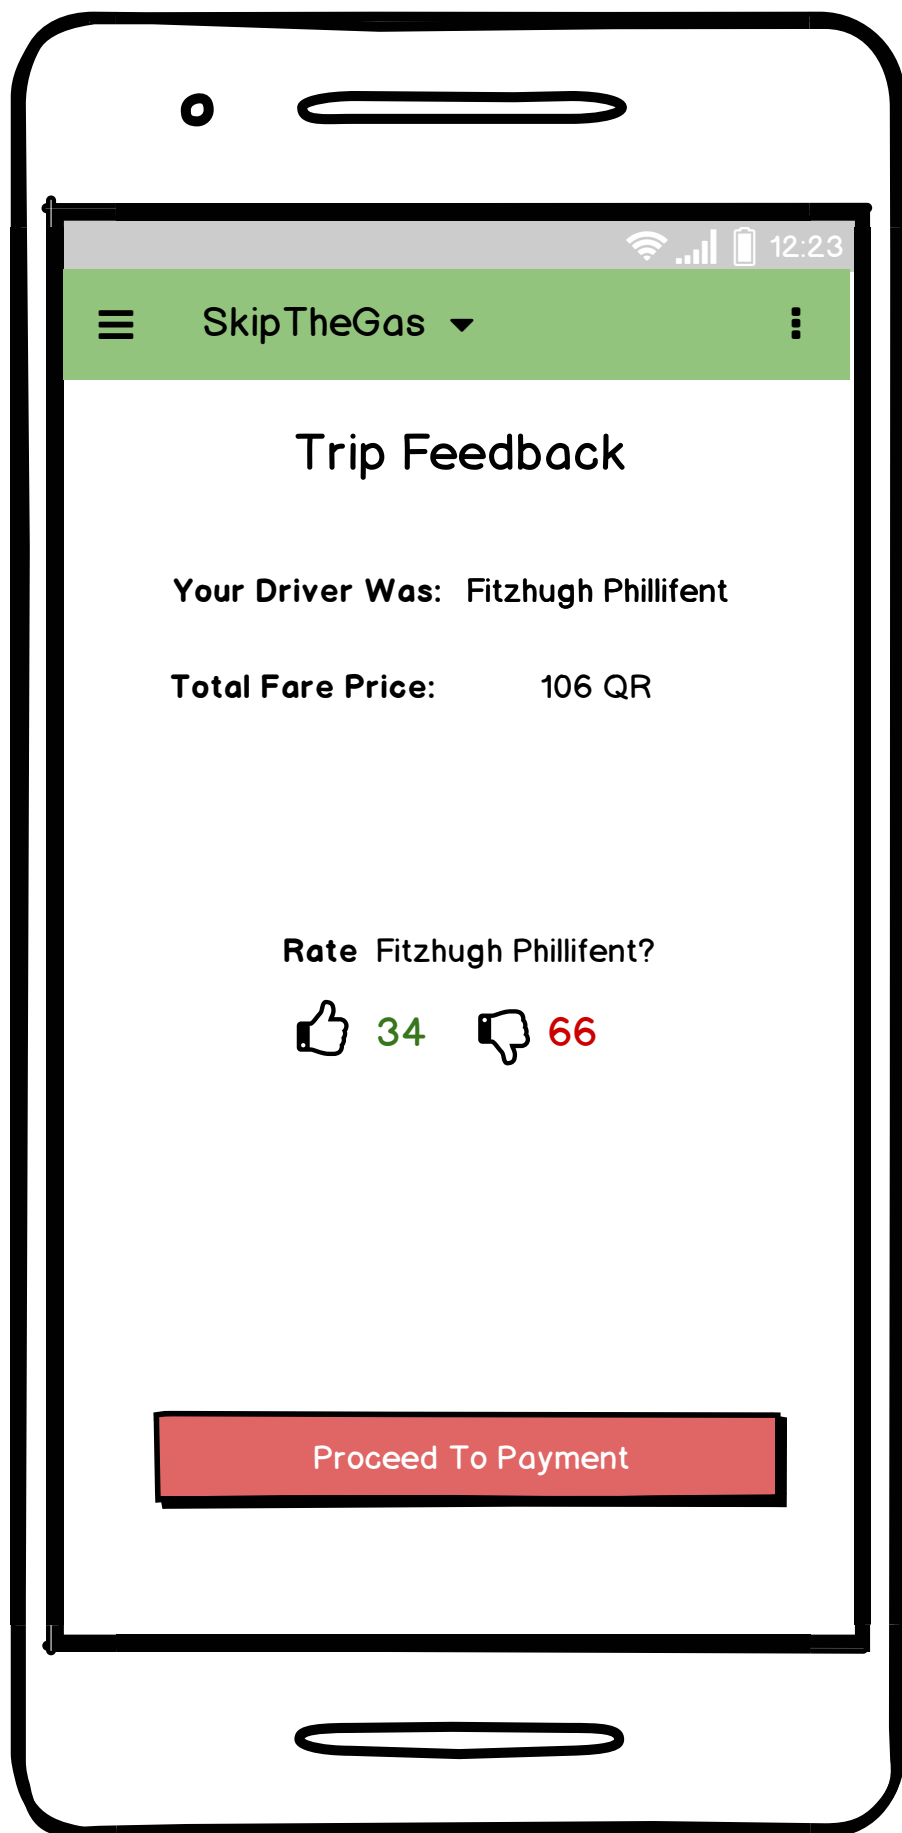 12:23
SkipTheGas
Trip Feedback
Your Driver Was: Fitzhugh Phillifent
Total Fare Price: 106 QR
Rate Fitzhugh Phillifent?
34 66
Proceed To Payment